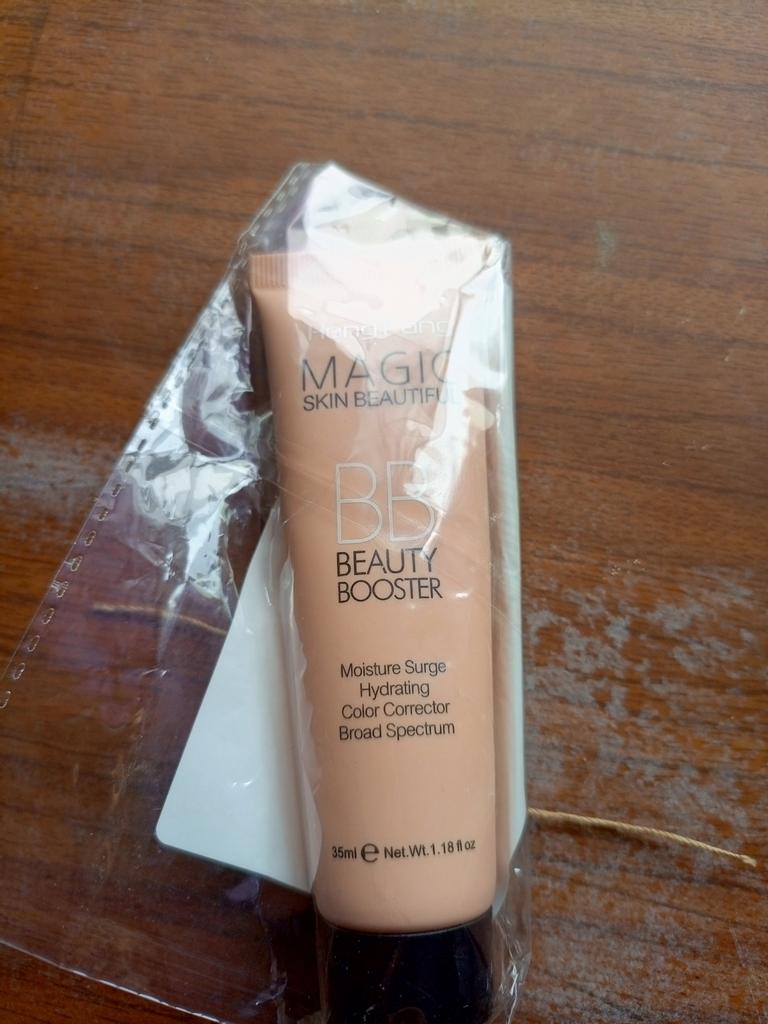 MAGIC
SKIN BEAUTIFUL
BB
BEAUTY
BOOSTER
Moisture Surge
Hydrating
Color Corrector
Broad Spectrum
35ml e Net.Wt.1.18 fl oz